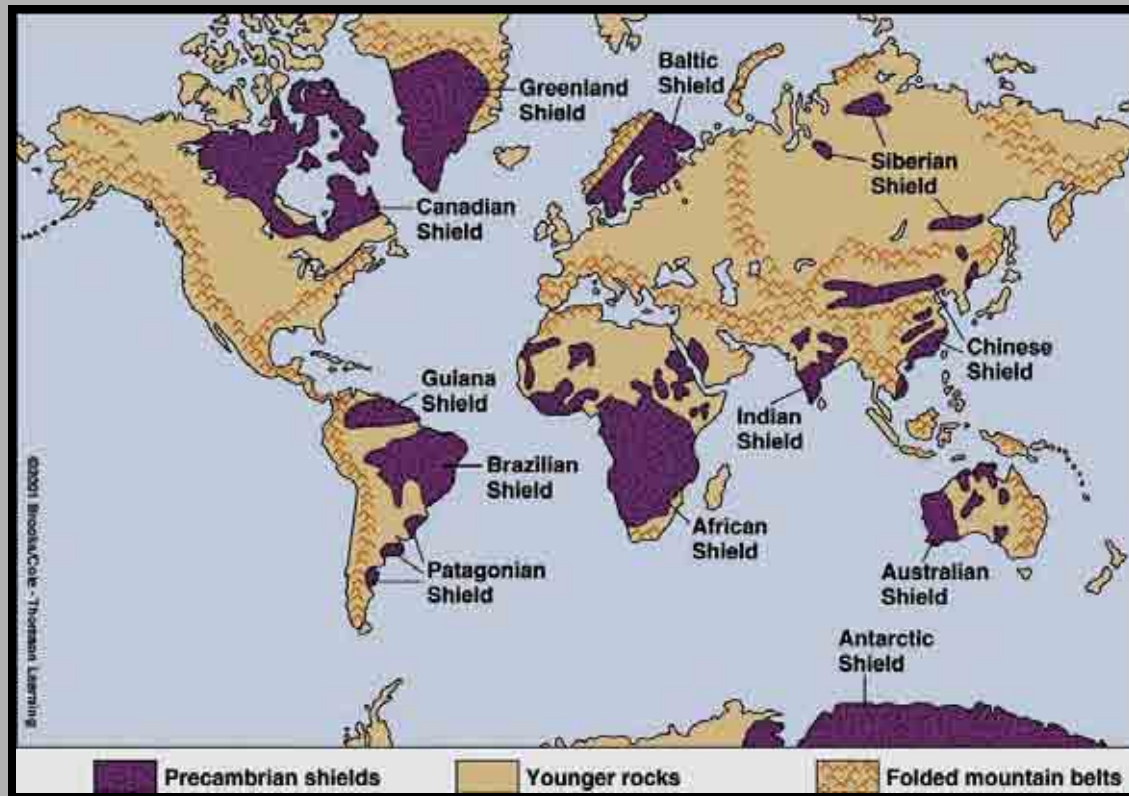 Greenland
Shield
Baltic
Shield
Siberian
Shield
Canadian
Shield
Chinese
Shield
Guiana
Shield
Indian
Shield
Brazilian
Shield
African
Shield
Australian
Shield
Patagonian
Shield
Antarctic
Shield
©2001 Brooks/Cole - Thomson Learning
Precambrian shields
Younger rocks
Folded mountain belts